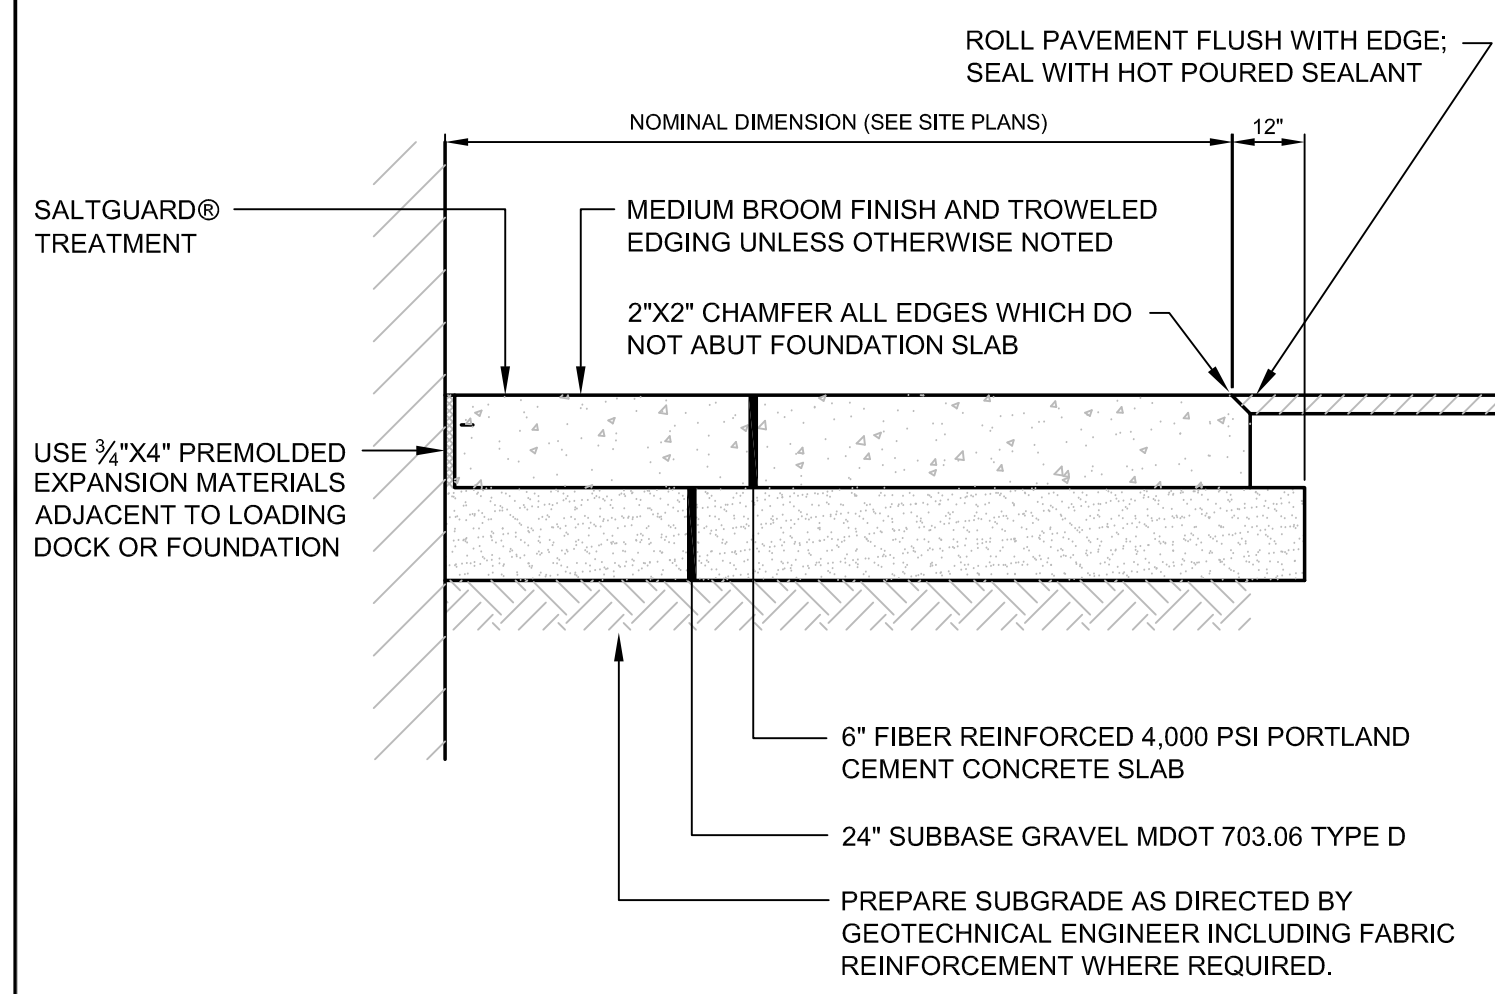 ROLL PAVEMENT FLUSH WITH EDGE;
SEAL WITH HOT POURED SEALANT
NOMINAL DIMENSION (SEE SITE PLANS)
12"
SALTGUARD®
TREATMENT
MEDIUM BROOM FINISH AND TROWELED
EDGING UNLESS OTHERWISE NOTED
2"X2" CHAMFER ALL EDGES WHICH DO
NOT ABUT FOUNDATION SLAB
USE ¾"X4" PREMOLDED
EXPANSION MATERIALS
ADJACENT TO LOADING
DOCK OR FOUNDATION
6" FIBER REINFORCED 4,000 PSI PORTLAND
CEMENT CONCRETE SLAB
24" SUBBASE GRAVEL MDOT 703.06 TYPE D
PREPARE SUBGRADE AS DIRECTED BY
GEOTECHNICAL ENGINEER INCLUDING FABRIC
REINFORCEMENT WHERE REQUIRED.